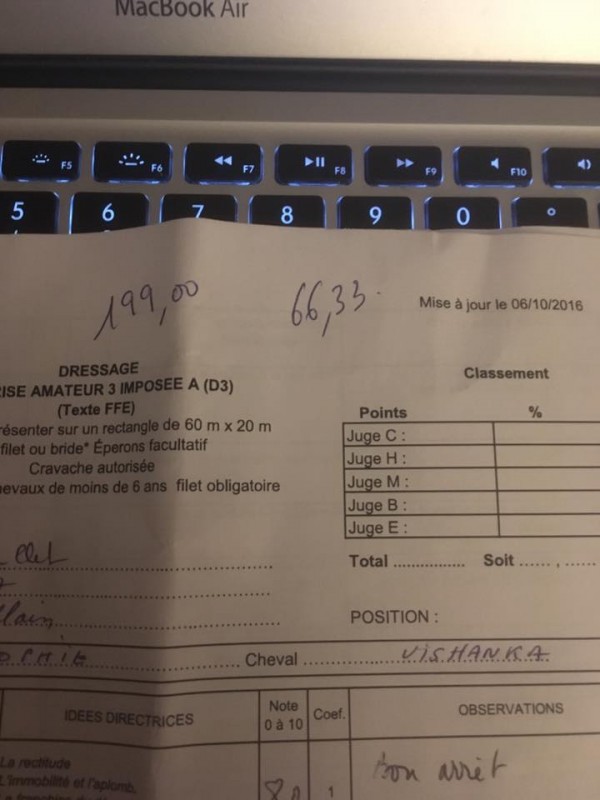 MacBook Air
F5 F6 F7 F8 F9 F10
5 6 7 8 9 0 °
199,00 66,33
Mise à jour le 06/10/2016
DRESSAGE
ISE AMATEUR 3 IMPOSEE A (D3)
(Texte FFE)
résenter sur un rectangle de 60 m x 20 m
filet ou bride* Éperons facultatif
Cravache autorisée
hevaux de moins de 6 ans filet obligatoire
Classement
Points %
Juge C :
Juge H :
Juge M :
Juge B :
Juge E :
Total ................ Soit ...... , ......
POSITION :
Cheval VISHANKA
IDEES DIRECTRICES Note 0 à 10 Coef. OBSERVATIONS
La rectitude
L'immobilité et l'aplomb,
1
bon arrêt